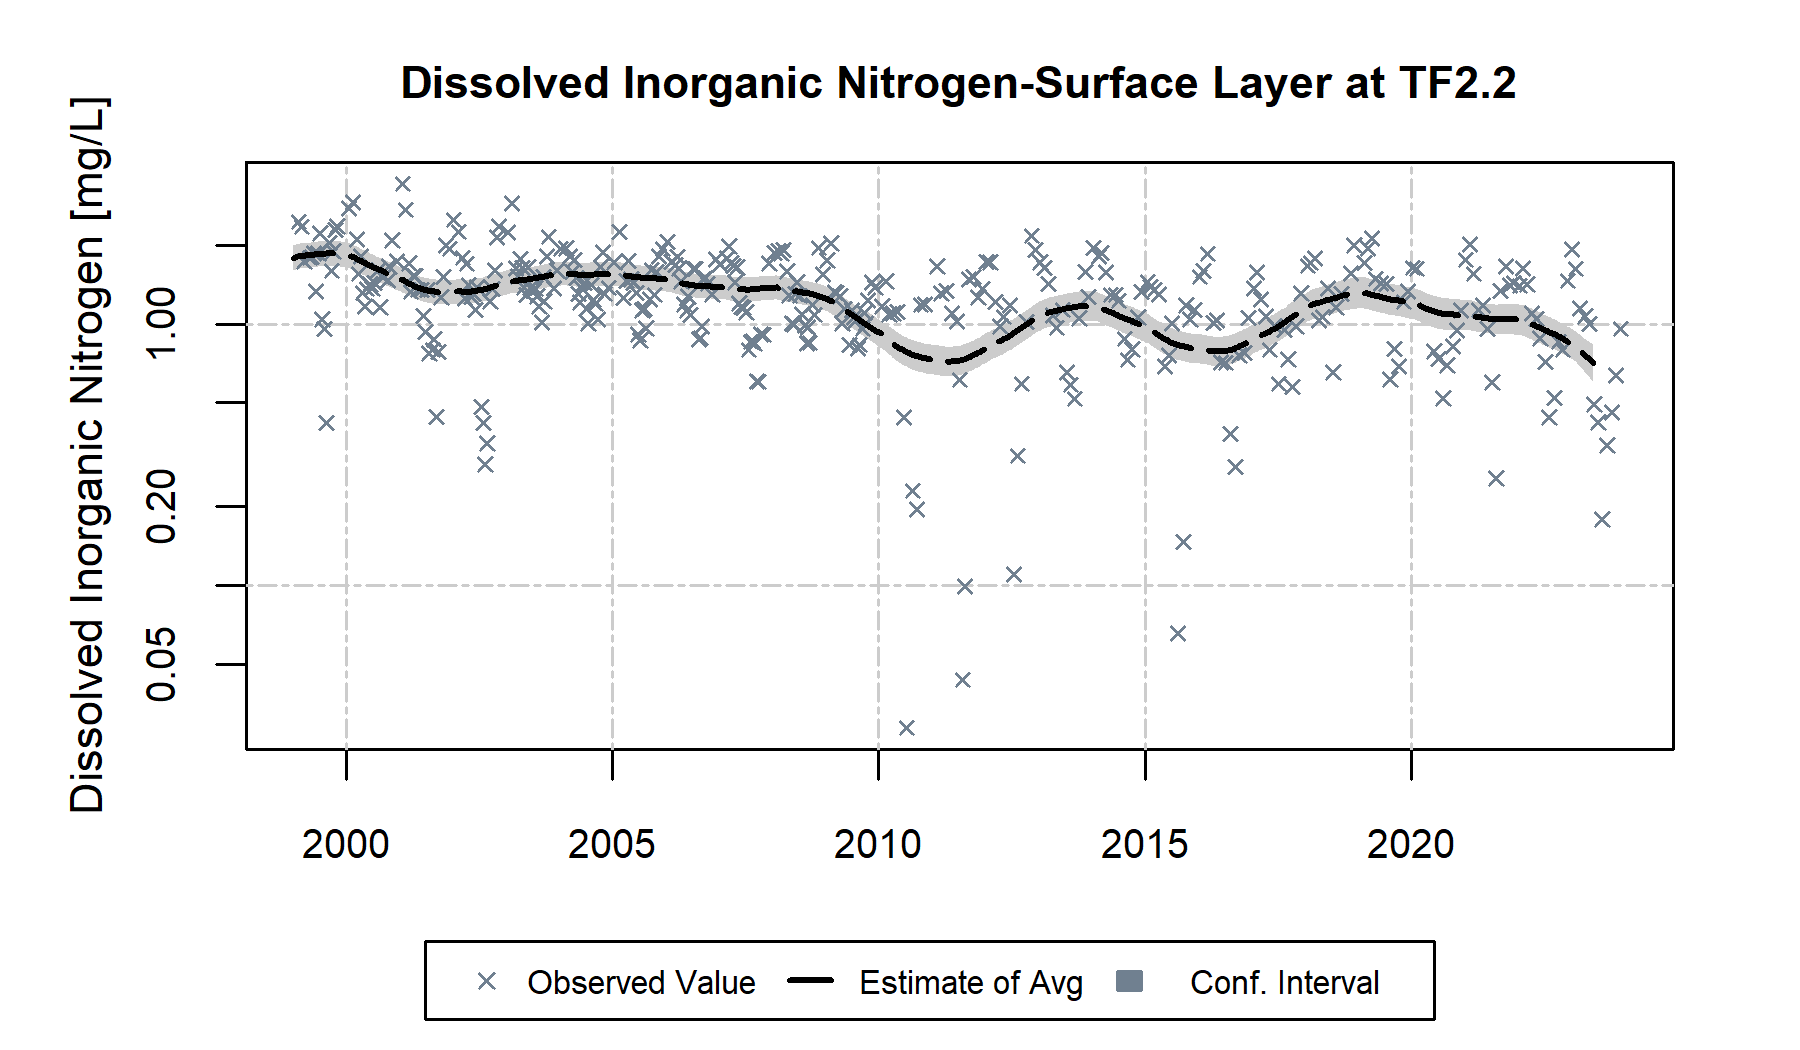 Dissolved Inorganic Nitrogen-Surface Layer at TF2.2
Dissolved Inorganic Nitrogen [mg/L]
1.00
0.20
0.05
2000 2005 2010 2015 2020
Observed Value Estimate of Avg Conf. Interval